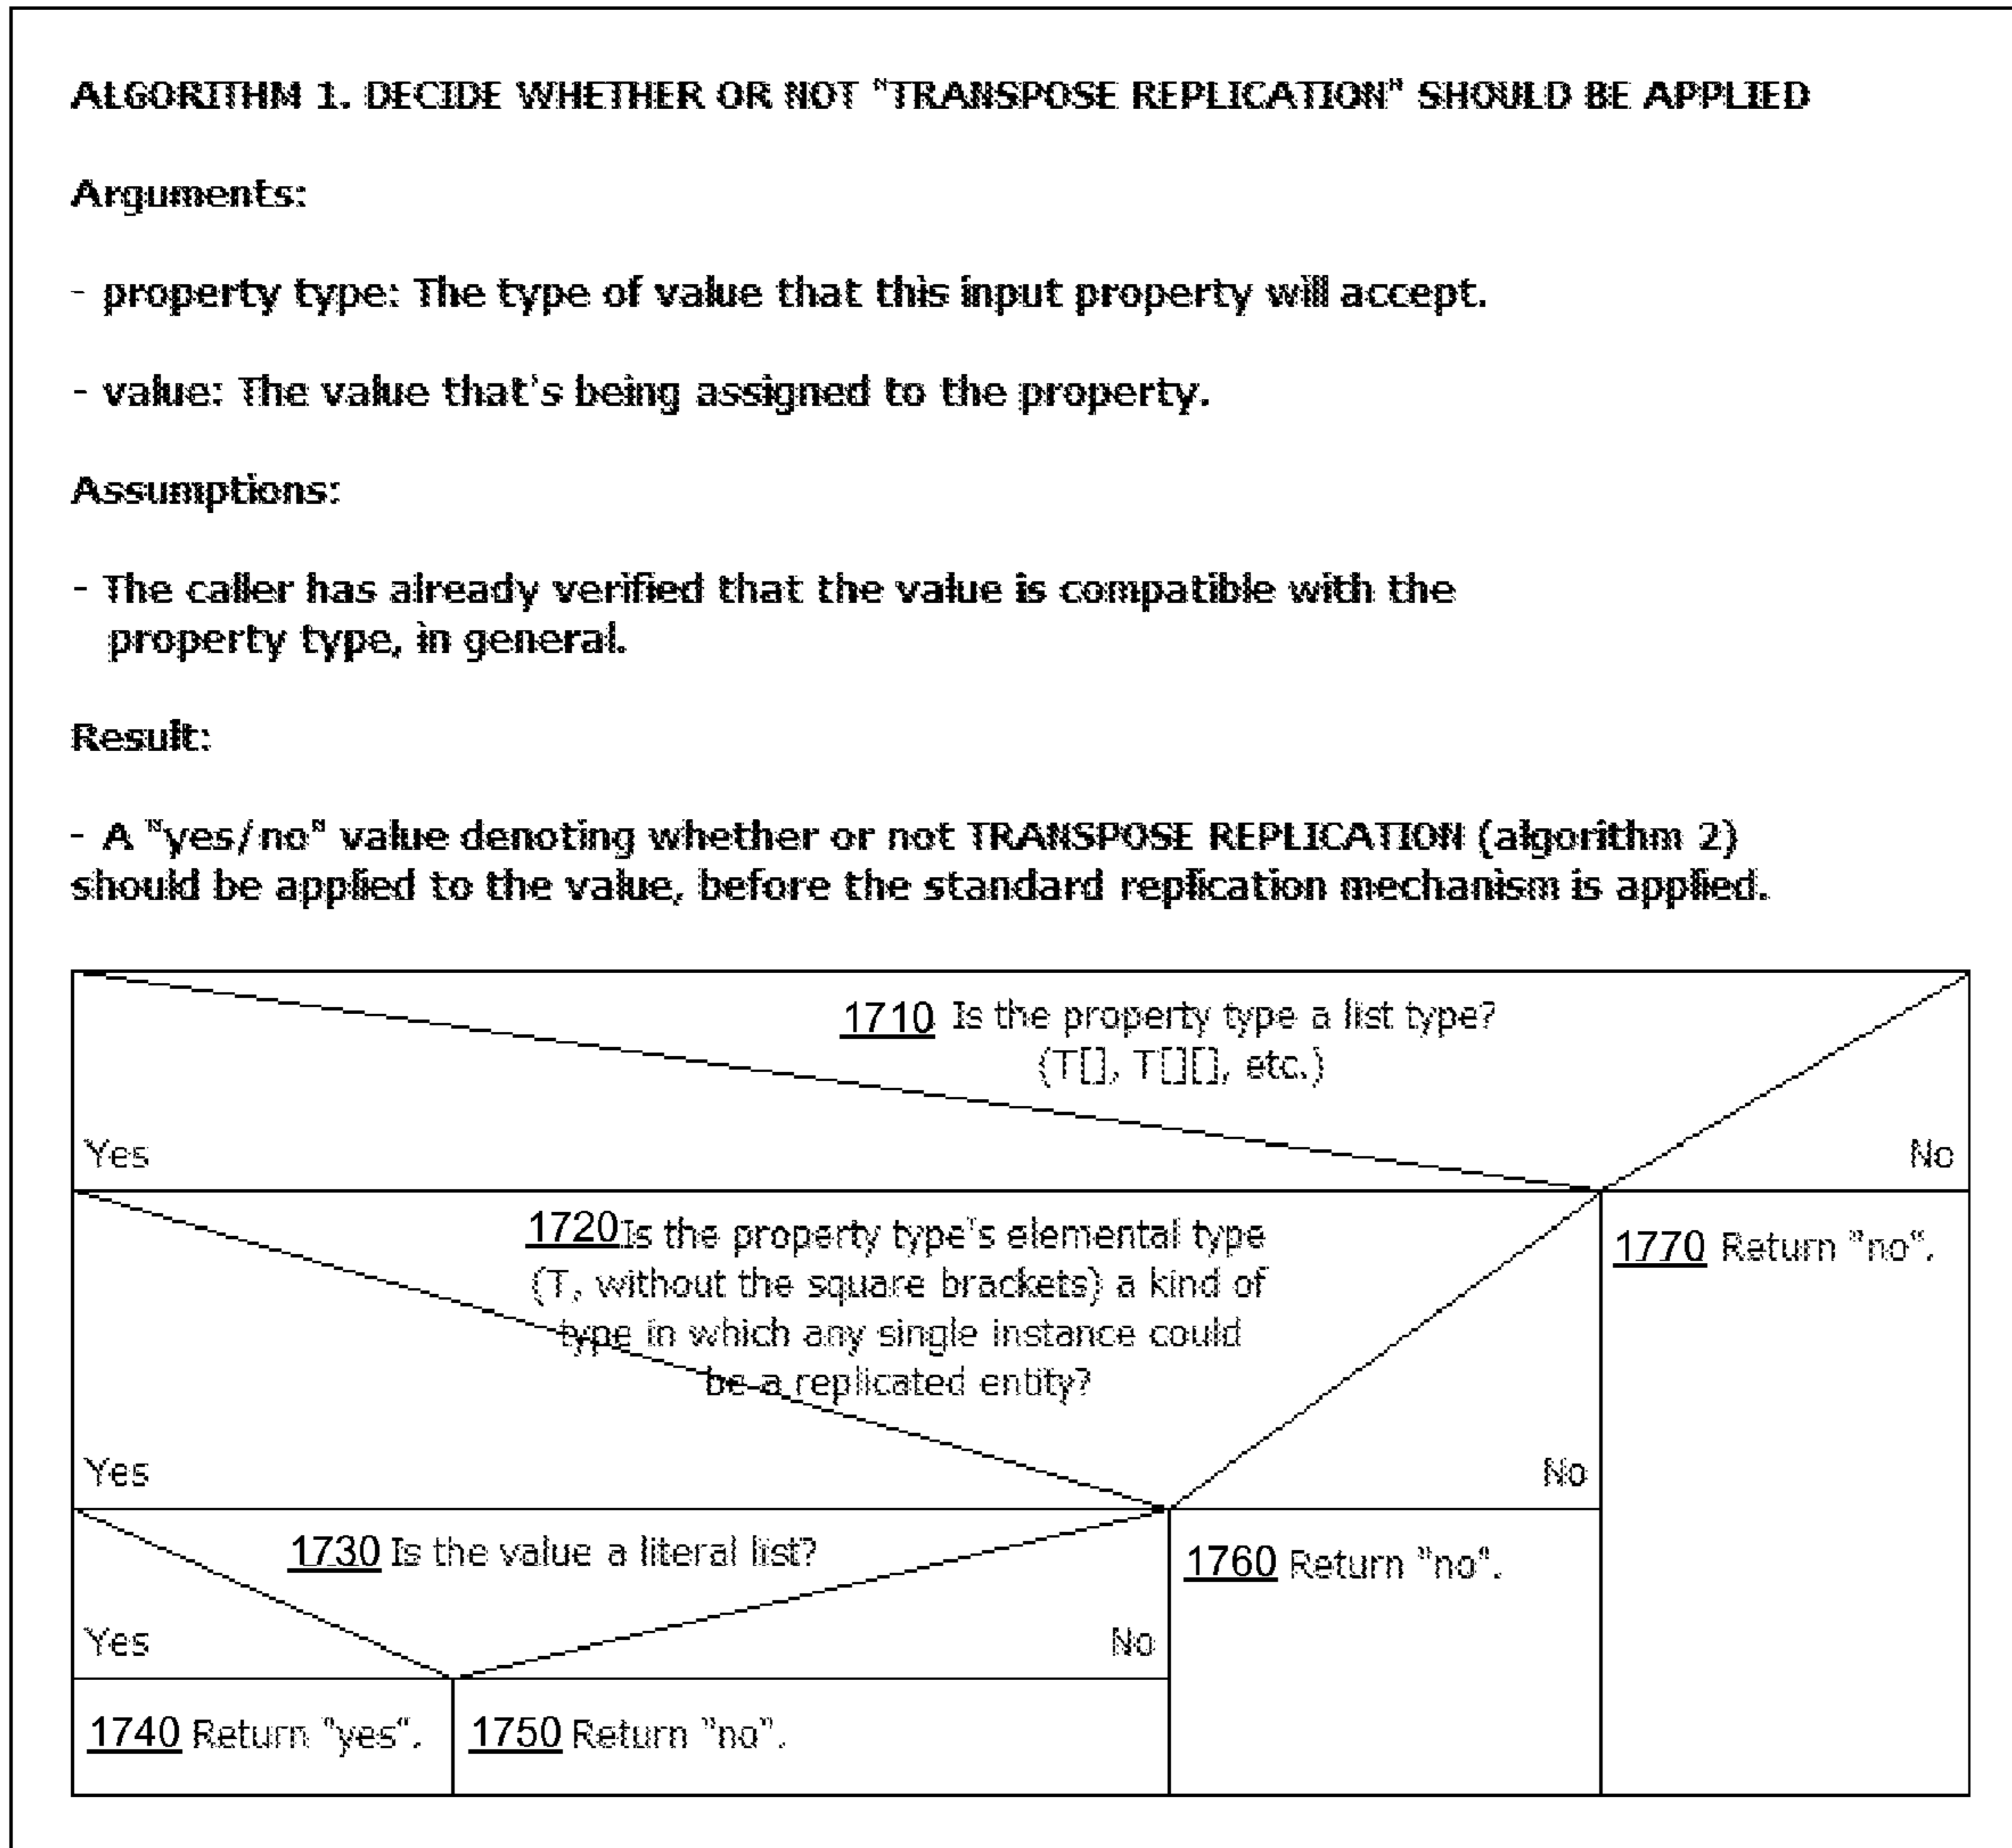 ALGORITHM 1. DECIDE WHETHER OR NOT "TRANSPOSE REPLICATION" SHOULD BE APPLIED
Arguments:
- property type: The type of value that this input property will accept.
- value: The value that's being assigned to the property.
Assumptions:
- The caller has already verified that the value is compatible with the
property type, in general.
Result:
- A "yes/no" value denoting whether or not TRANSPOSE REPLICATION (algorithm 2)
should be applied to the value, before the standard replication mechanism is applied.
1710 Is the property type a list type?
(T[], T[][], etc.)
Yes
No
1720 Is the property type's elemental type
(T, without the square brackets) a kind of
type in which any single instance could
be a replicated entity?
Yes
No
1770 Return "no".
1730 Is the value a literal list?
Yes
No
1760 Return "no".
1740 Return "yes".
1750 Return "no".